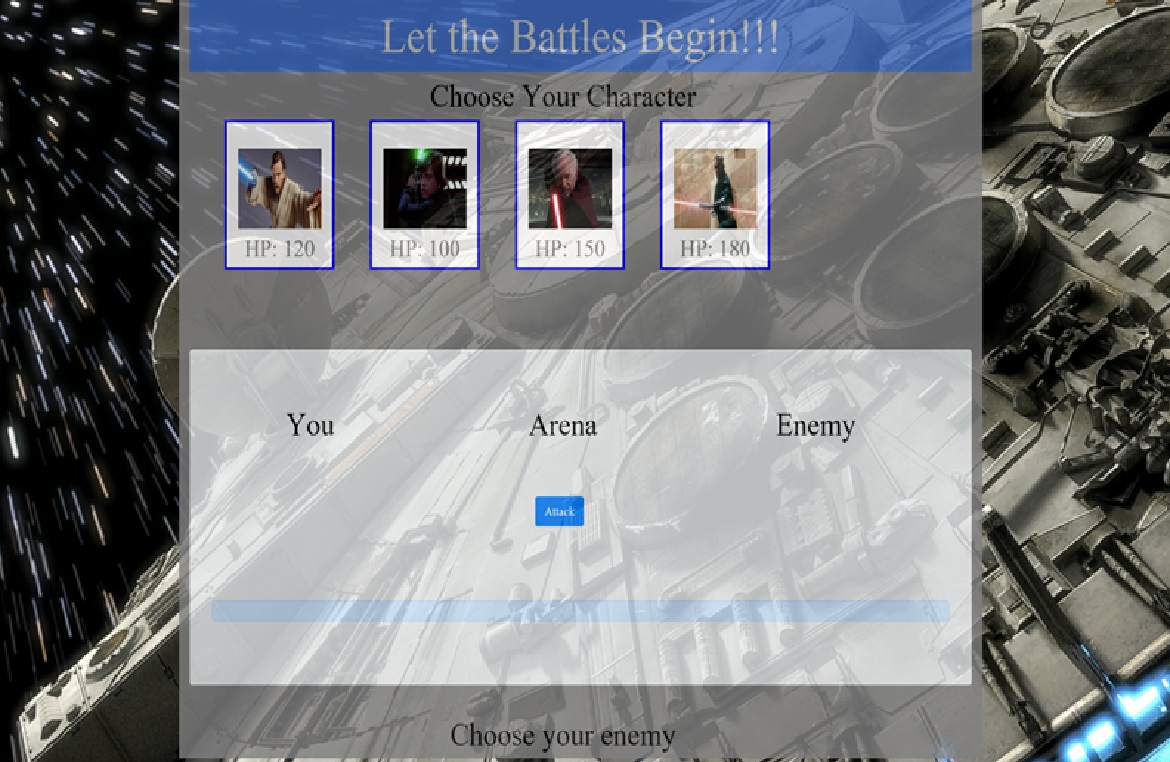 Let the Battles Begin!!!
Choose Your Character
HP: 120 HP: 100 HP: 150 HP: 180
You Arena Enemy
Attack
Choose your enemy